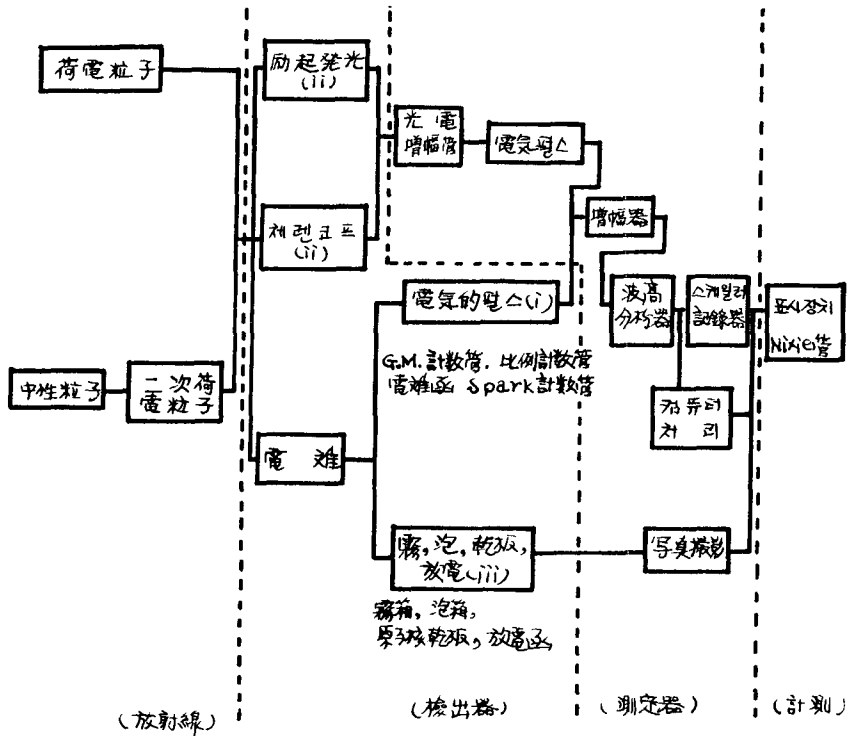 荷電粒子
励起発光
(ii)
光電
増幅管
電気펄스
체렌코프
(ii)
増幅器
電気的펄스(i)
波高
分析器
스케일러
記録器
표시장치
Nixie管
G.M.計数管. 比例計数管
電離函 Spark計数管
中性粒子
二次荷
電粒子
컴퓨터
처리
電離
霧, 泡, 乾板,
放電(iii)
写真撮影
霧箱, 泡箱,
原子核乾板, 放電函
(放射線)
(検出器)
(測定器)
(計測)